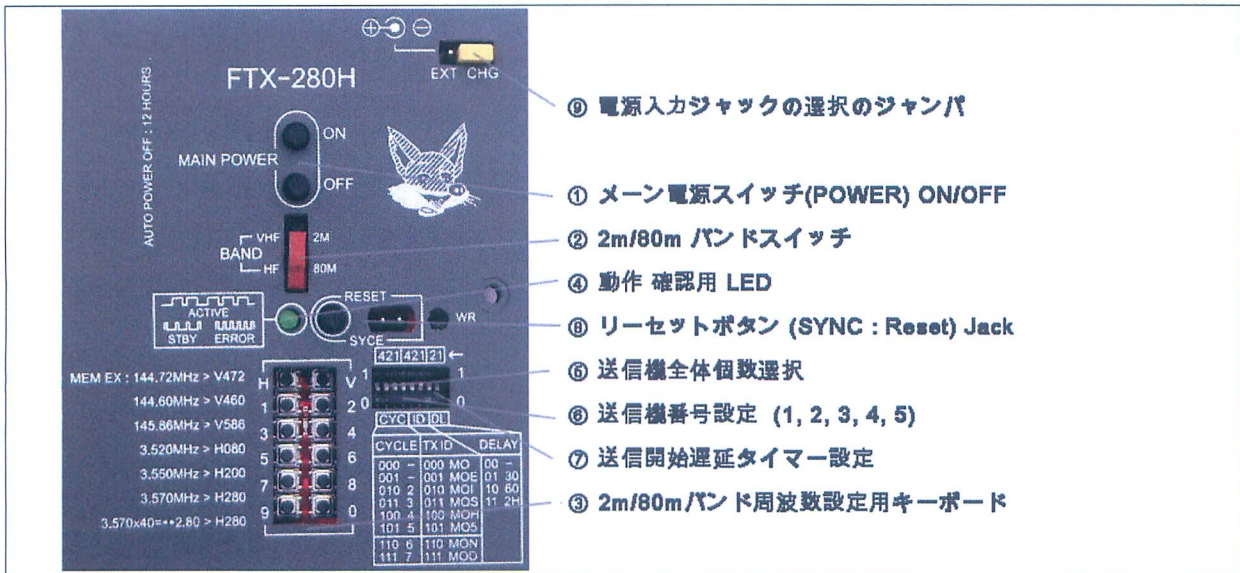 ⊕ ⊖
EXT CHG
FTX-280H
AUTO POWER OFF : 12 HOURS .
MAIN POWER
ON
OFF
BAND
VHF 2M
HF 80M
ACTIVE
STBY ERROR
RESET
SYCE
WR
421 421 21 ←
1 1
0 0
CYC ID DL
MEM EX : 144.72MHz > V472
144.60MHz > V460
145.86MHz > V586
3.520MHz > H080
3.550MHz > H200
3.570MHz > H280
3.570x40=**2.80 > H280
H V
1 2
3 4
5 6
7 8
9 0
CYCLE TX ID DELAY
000 – 000 MO 00 –
001 – 001 MOE 01 30
010 2 010 MOI 10 60
011 3 011 MOS 11 2H
100 4 100 MOH
101 5 101 MO5
110 6 110 MON
111 7 111 MOD
⑨ 電源入力ジャックの選択のジャンパ
① メーン電源スイッチ(POWER) ON/OFF
② 2m/80m バンドスイッチ
④ 動作 確認用 LED
⑧ リーセットボタン (SYNC : Reset) Jack
⑤ 送信機全体個数選択
⑥ 送信機番号設定 (1, 2, 3, 4, 5)
⑦ 送信開始遅延タイマー設定
③ 2m/80mバンド周波数設定用キーボード